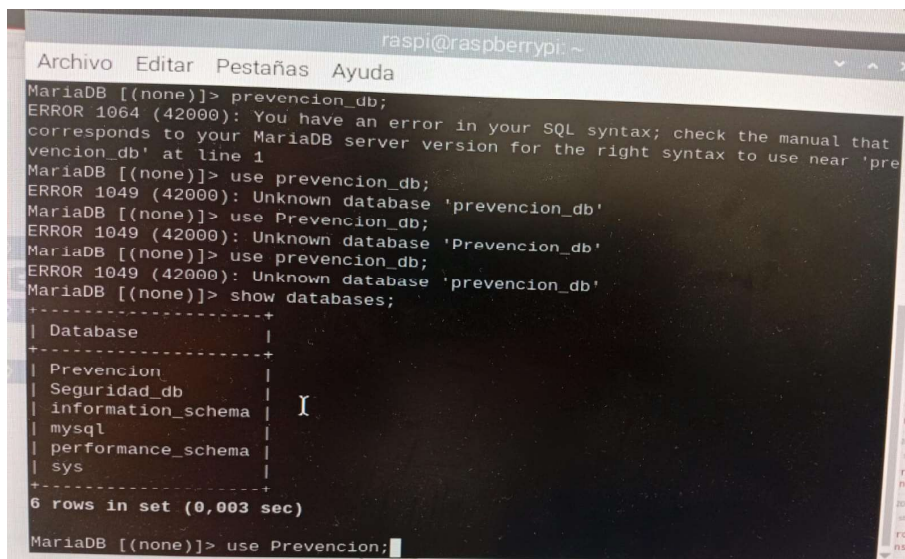 raspi@raspberrypi: ~
Archivo Editar Pestañas Ayuda
MariaDB [(none)]> prevencion_db;
ERROR 1064 (42000): You have an error in your SQL syntax; check the manual that
corresponds to your MariaDB server version for the right syntax to use near 'pre
vencion_db' at line 1
MariaDB [(none)]> use prevencion_db;
ERROR 1049 (42000): Unknown database 'prevencion_db'
MariaDB [(none)]> use Prevencion_db;
ERROR 1049 (42000): Unknown database 'Prevencion_db'
MariaDB [(none)]> use prevencion_db;
ERROR 1049 (42000): Unknown database 'prevencion_db'
MariaDB [(none)]> show databases;
+--------------------+
| Database           |
+--------------------+
| Prevencion         |
| Seguridad_db       |
| information_schema |
| mysql              |
| performance_schema |
| sys                |
+--------------------+
6 rows in set (0,003 sec)
MariaDB [(none)]> use Prevencion;